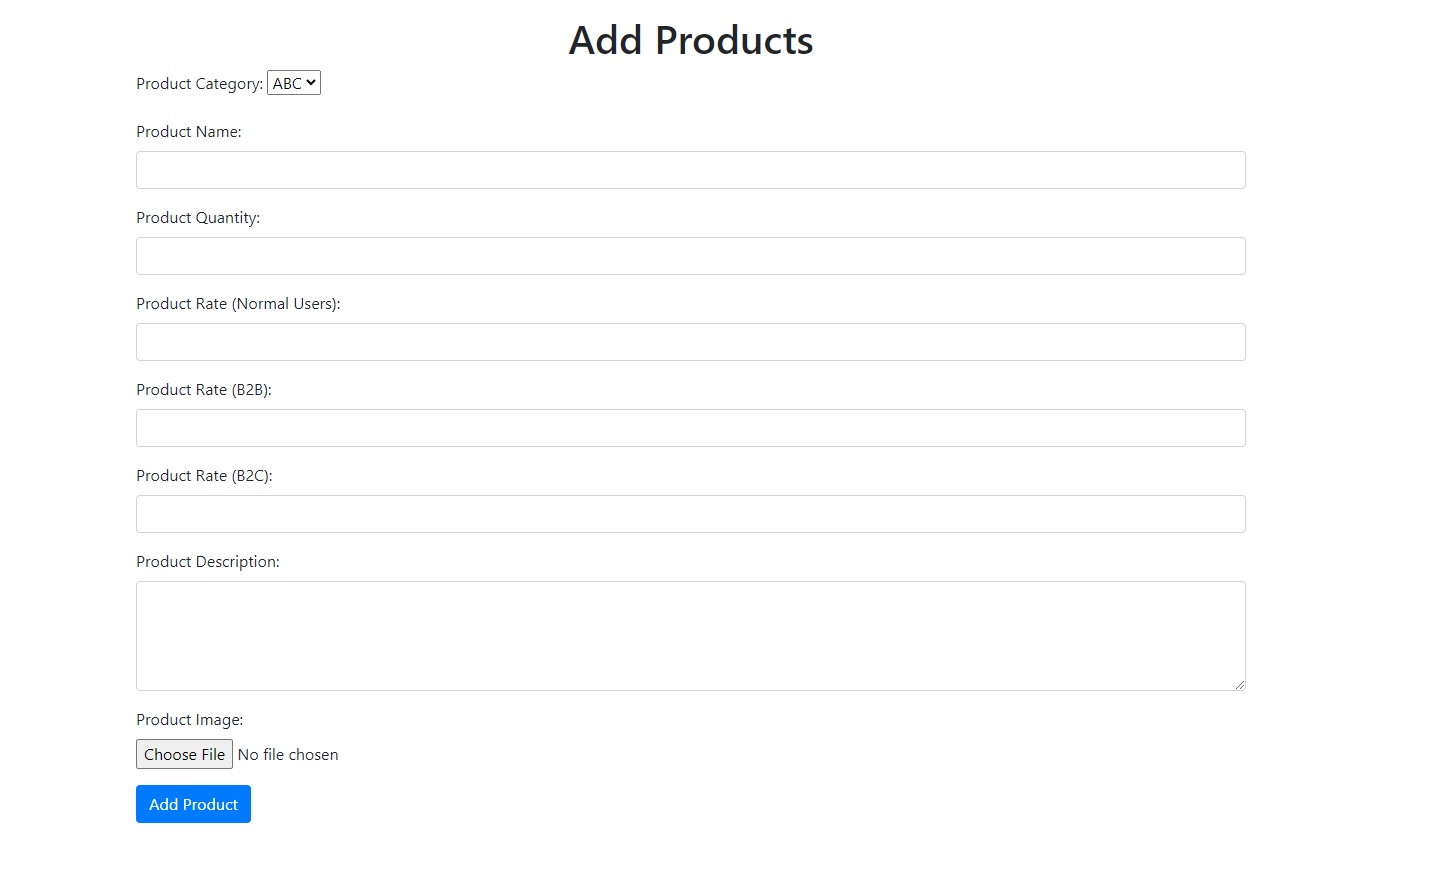 Add Products
Product Category: ABC
Product Name:
Product Quantity:
Product Rate (Normal Users):
Product Rate (B2B):
Product Rate (B2C):
Product Description:
Product Image:
Choose File No file chosen
Add Product